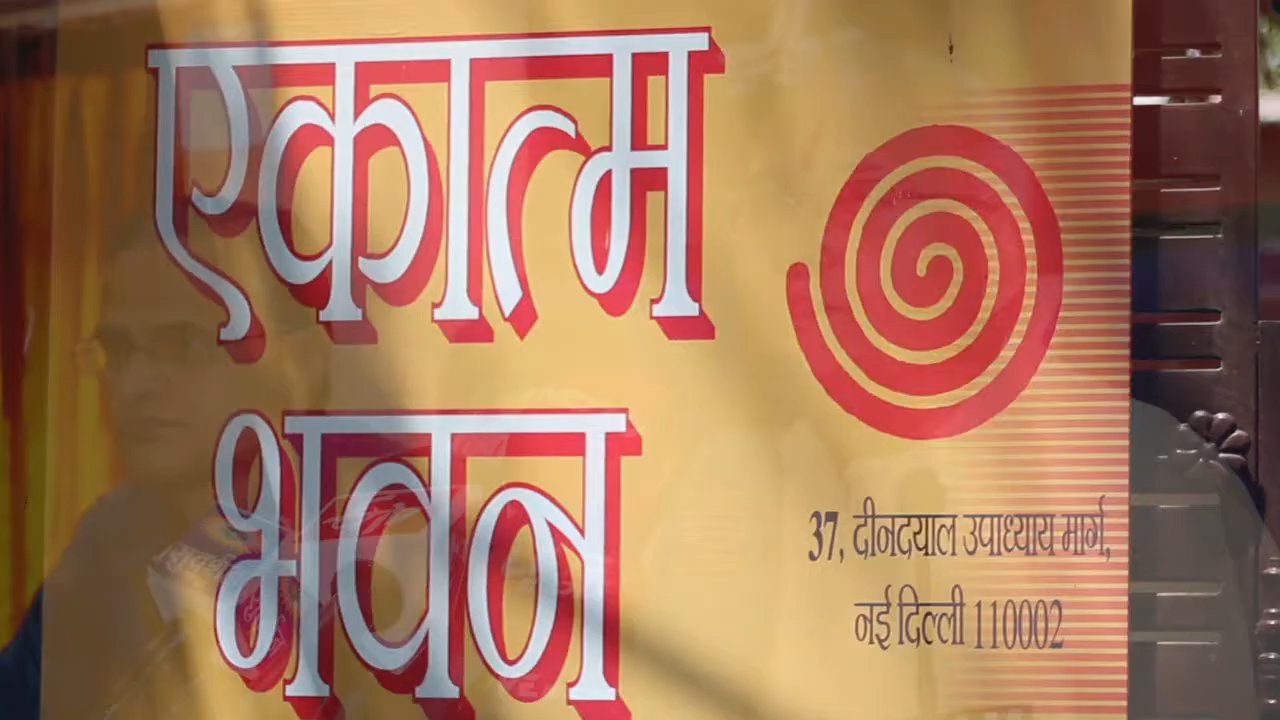 एकात्म
भवन
37, दीनदयाल उपाध्याय मार्ग,
नई दिल्ली 110002